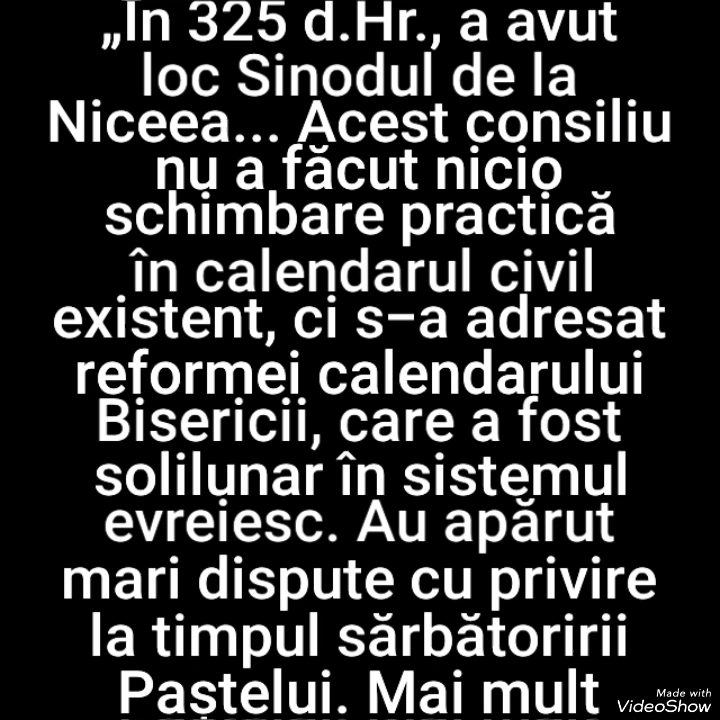 „În 325 d.Hr., a avut
loc Sinodul de la
Niceea... Acest consiliu
nu a făcut nicio
schimbare practică
în calendarul civil
existent, ci s-a adresat
reformei calendarului
Bisericii, care a fost
solilunar în sistemul
evreiesc. Au apărut
mari dispute cu privire
la timpul sărbătoririi
Paștelui. Mai mult
Made with
VideoShow